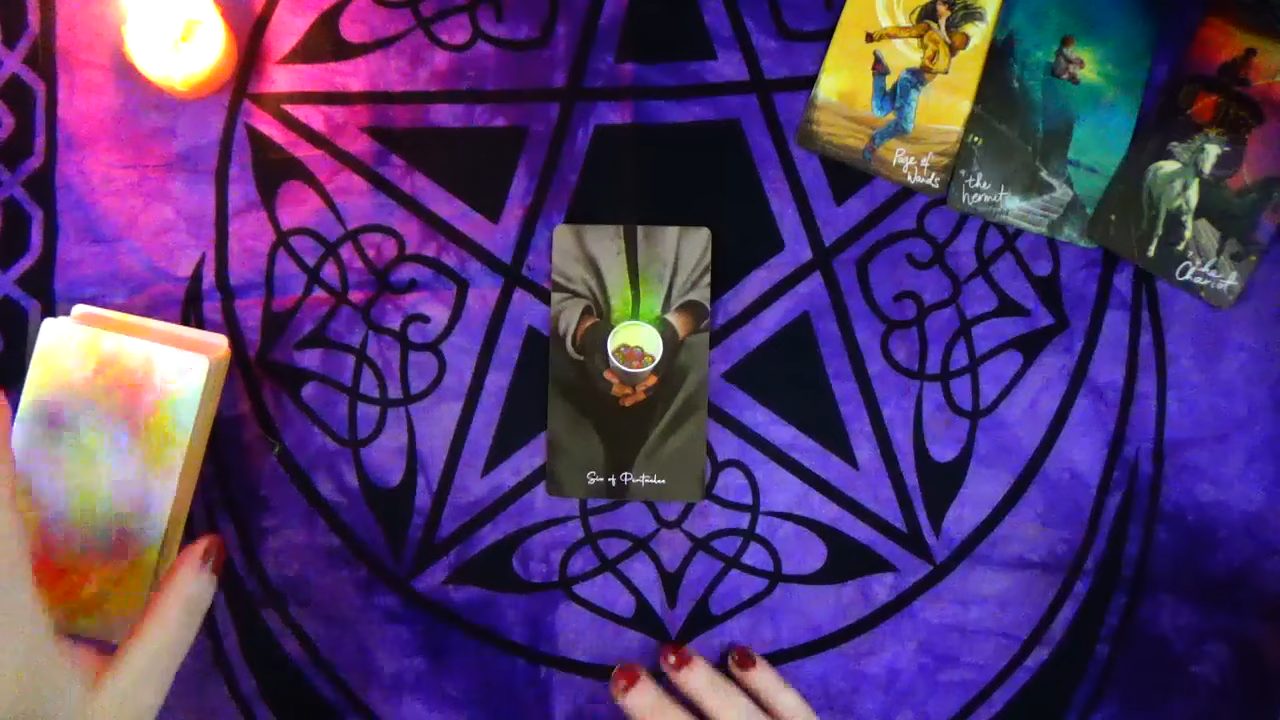 Page of
Wands
the
hermit
the
Chariot
Six of Pentacles